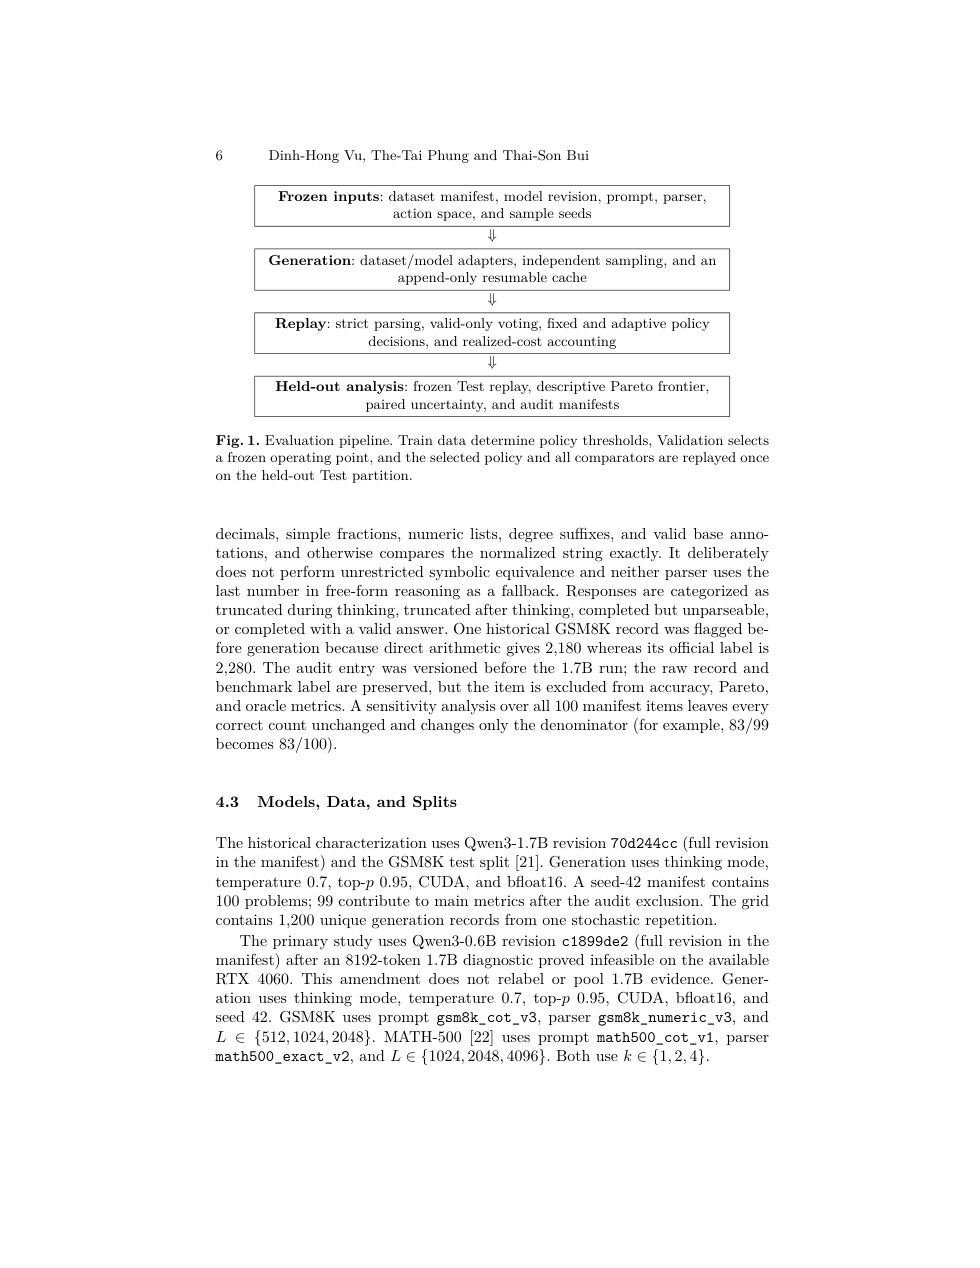 6 Dinh-Hong Vu, The-Tai Phung and Thai-Son Bui
Frozen inputs: dataset manifest, model revision, prompt, parser,
action space, and sample seeds
⇓
Generation: dataset/model adapters, independent sampling, and an
append-only resumable cache
⇓
Replay: strict parsing, valid-only voting, fixed and adaptive policy
decisions, and realized-cost accounting
⇓
Held-out analysis: frozen Test replay, descriptive Pareto frontier,
paired uncertainty, and audit manifests
Fig. 1. Evaluation pipeline. Train data determine policy thresholds, Validation selects
a frozen operating point, and the selected policy and all comparators are replayed once
on the held-out Test partition.
decimals, simple fractions, numeric lists, degree suffixes, and valid base anno-
tations, and otherwise compares the normalized string exactly. It deliberately
does not perform unrestricted symbolic equivalence and neither parser uses the
last number in free-form reasoning as a fallback. Responses are categorized as
truncated during thinking, truncated after thinking, completed but unparseable,
or completed with a valid answer. One historical GSM8K record was flagged be-
fore generation because direct arithmetic gives 2,180 whereas its official label is
2,280. The audit entry was versioned before the 1.7B run; the raw record and
benchmark label are preserved, but the item is excluded from accuracy, Pareto,
and oracle metrics. A sensitivity analysis over all 100 manifest items leaves every
correct count unchanged and changes only the denominator (for example, 83/99
becomes 83/100).
4.3 Models, Data, and Splits
The historical characterization uses Qwen3-1.7B revision 70d244cc (full revision
in the manifest) and the GSM8K test split [21]. Generation uses thinking mode,
temperature 0.7, top-p 0.95, CUDA, and bfloat16. A seed-42 manifest contains
100 problems; 99 contribute to main metrics after the audit exclusion. The grid
contains 1,200 unique generation records from one stochastic repetition.
The primary study uses Qwen3-0.6B revision c1899de2 (full revision in the
manifest) after an 8192-token 1.7B diagnostic proved infeasible on the available
RTX 4060. This amendment does not relabel or pool 1.7B evidence. Gener-
ation uses thinking mode, temperature 0.7, top-p 0.95, CUDA, bfloat16, and
seed 42. GSM8K uses prompt gsm8k_cot_v3, parser gsm8k_numeric_v3, and
L ∈ {512, 1024, 2048}. MATH-500 [22] uses prompt math500_cot_v1, parser
math500_exact_v2, and L ∈ {1024, 2048, 4096}. Both use k ∈ {1, 2, 4}.